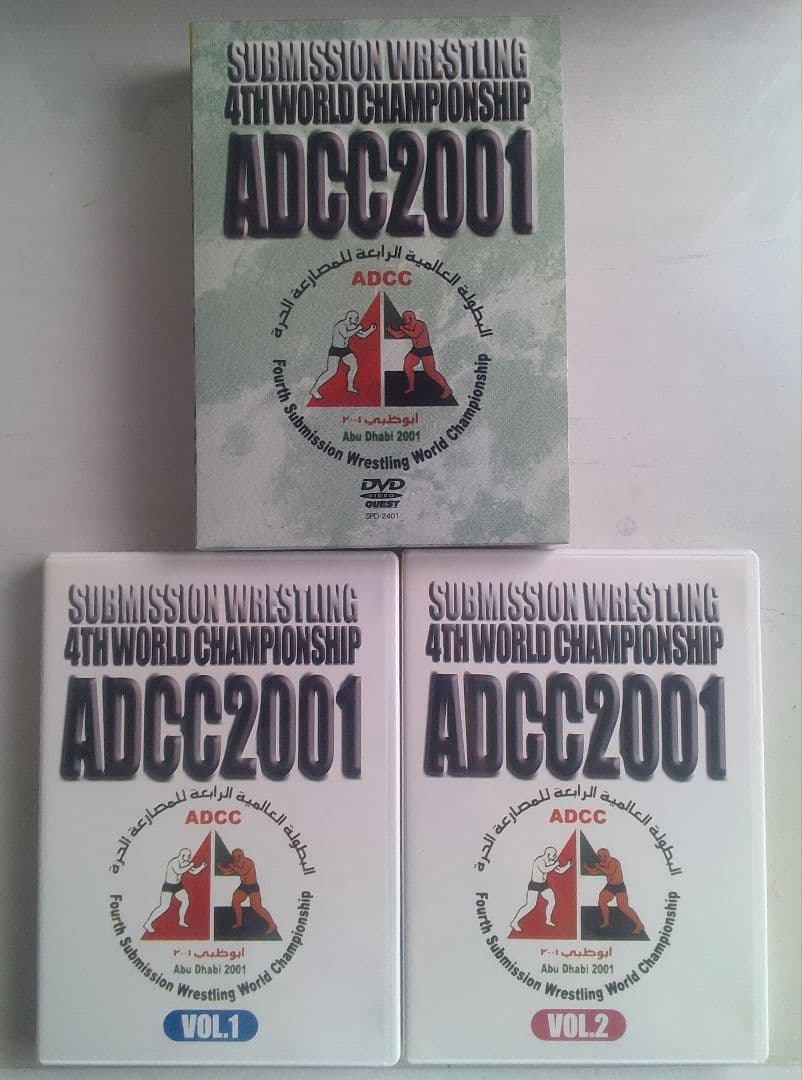 SUBMISSION WRESTLING
4TH WORLD CHAMPIONSHIP
ADCC2001
البطولة العالمية الرابعة للمصارعة الحرة
ADCC
أبوظبي ٢٠٠١
Abu Dhabi 2001
Fourth Submission Wrestling World Championship
DVD
VIDEO
QUEST
SPD-2401
SUBMISSION WRESTLING
4TH WORLD CHAMPIONSHIP
ADCC2001
البطولة العالمية الرابعة للمصارعة الحرة
ADCC
أبوظبي ٢٠٠١
Abu Dhabi 2001
Fourth Submission Wrestling World Championship
VOL.1
SUBMISSION WRESTLING
4TH WORLD CHAMPIONSHIP
ADCC2001
البطولة العالمية الرابعة للمصارعة الحرة
ADCC
أبوظبي ٢٠٠١
Abu Dhabi 2001
Fourth Submission Wrestling World Championship
VOL.2